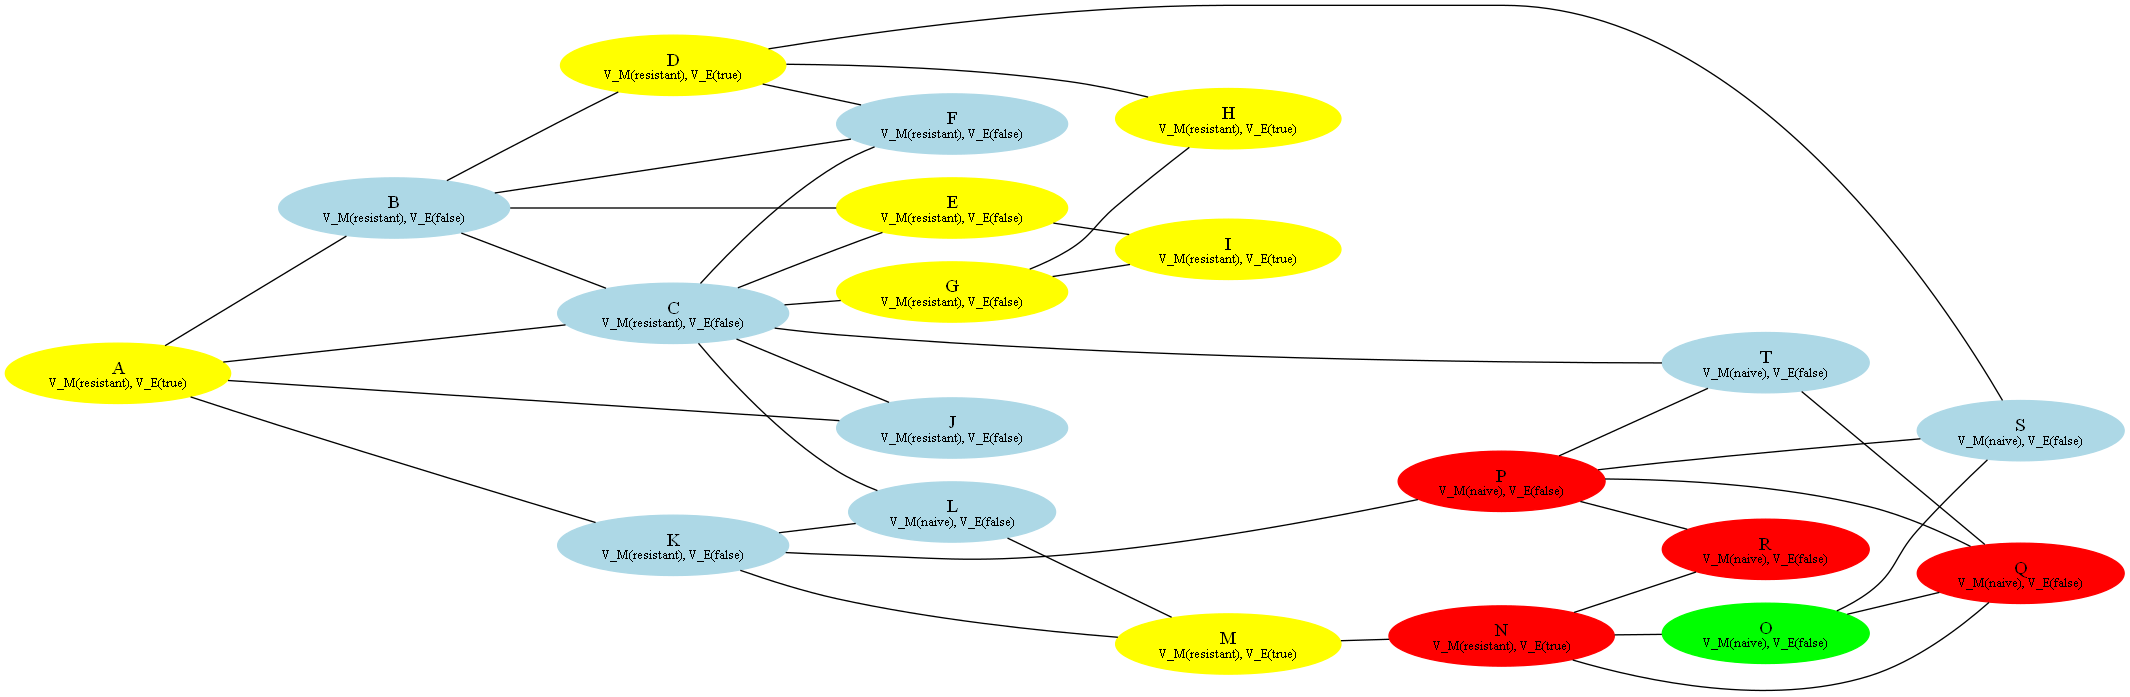 A
V_M(resistant), V_E(true)
B
V_M(resistant), V_E(false)
D
V_M(resistant), V_E(true)
C
V_M(resistant), V_E(false)
K
V_M(resistant), V_E(false)
F
V_M(resistant), V_E(false)
E
V_M(resistant), V_E(false)
G
V_M(resistant), V_E(false)
J
V_M(resistant), V_E(false)
L
V_M(naive), V_E(false)
H
V_M(resistant), V_E(true)
I
V_M(resistant), V_E(true)
M
V_M(resistant), V_E(true)
P
V_M(naive), V_E(false)
N
V_M(resistant), V_E(true)
T
V_M(naive), V_E(false)
R
V_M(naive), V_E(false)
O
V_M(naive), V_E(false)
S
V_M(naive), V_E(false)
Q
V_M(naive), V_E(false)